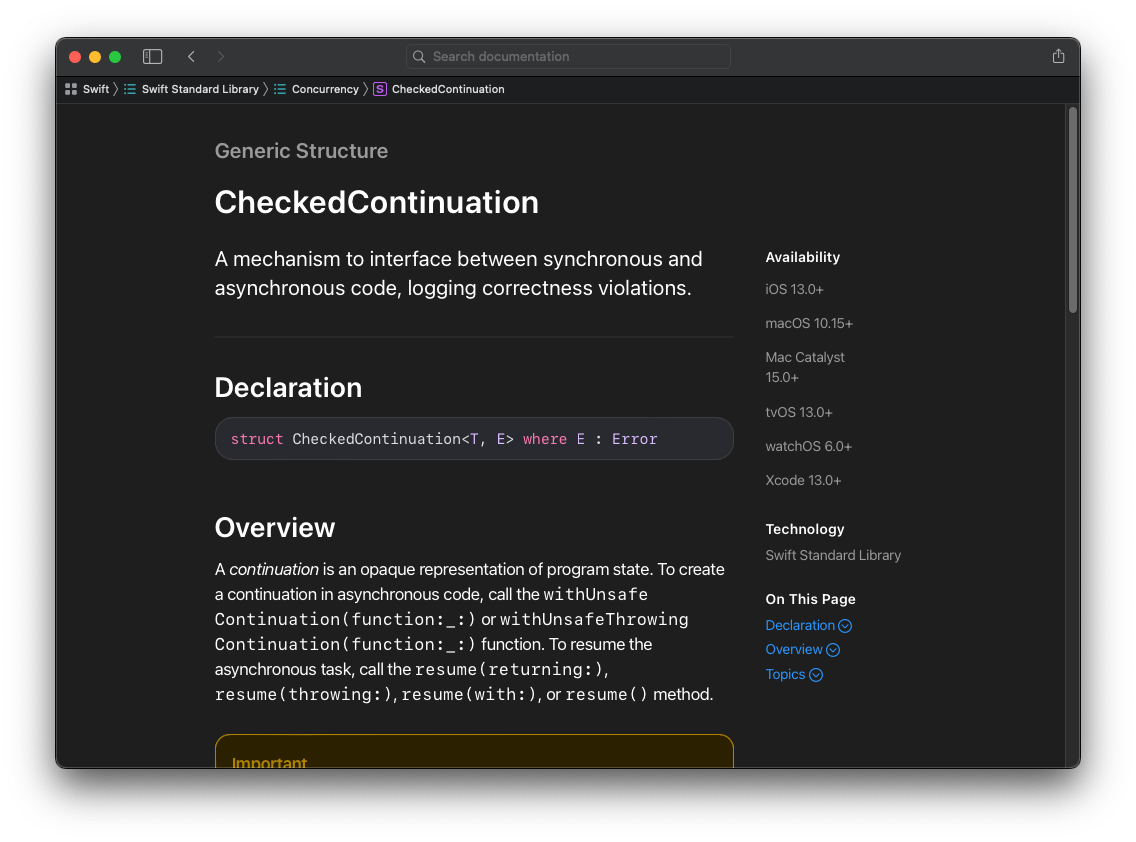 Search documentation
Swift 〉 Swift Standard Library 〉 Concurrency 〉 S CheckedContinuation
Generic Structure
CheckedContinuation
A mechanism to interface between synchronous and
asynchronous code, logging correctness violations.
Declaration
struct CheckedContinuation<T, E> where E : Error
Overview
A continuation is an opaque representation of program state. To create
a continuation in asynchronous code, call the withUnsafe
Continuation(function:_:) or withUnsafeThrowing
Continuation(function:_:) function. To resume the
asynchronous task, call the resume(returning:),
resume(throwing:), resume(with:), or resume() method.
Important
Availability
iOS 13.0+
macOS 10.15+
Mac Catalyst
15.0+
tvOS 13.0+
watchOS 6.0+
Xcode 13.0+
Technology
Swift Standard Library
On This Page
Declaration
Overview
Topics